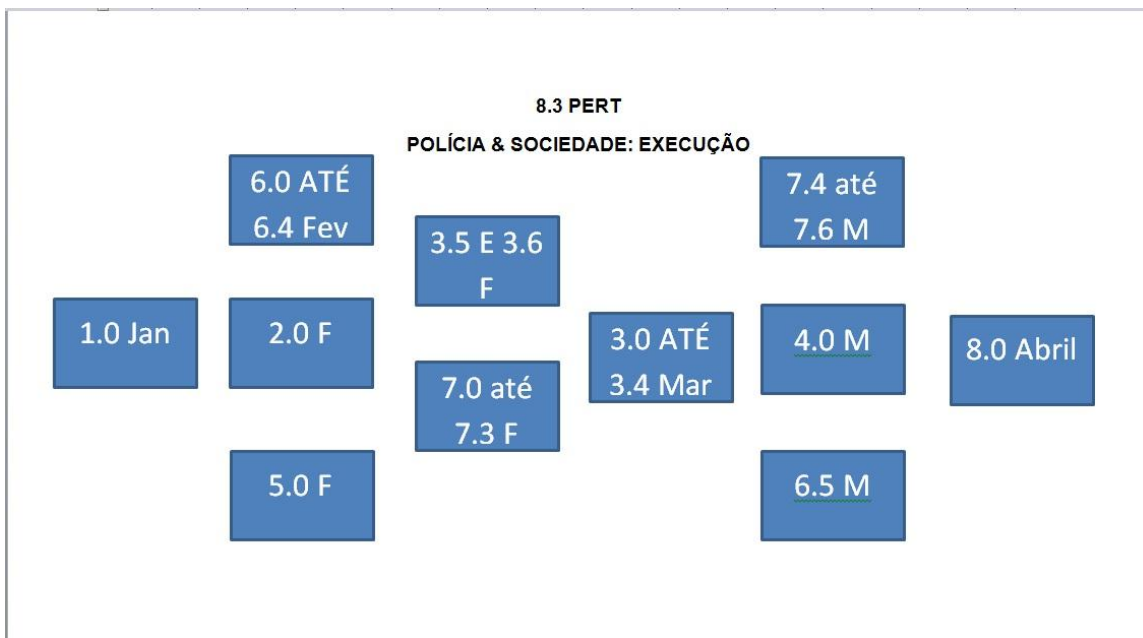 8.3 PERT
POLÍCIA & SOCIEDADE: EXECUÇÃO
1.0 Jan
6.0 ATÉ
6.4 Fev
2.0 F
5.0 F
3.5 E 3.6
F
7.0 até
7.3 F
3.0 ATÉ
3.4 Mar
7.4 até
7.6 M
4.0 M
6.5 M
8.0 Abril